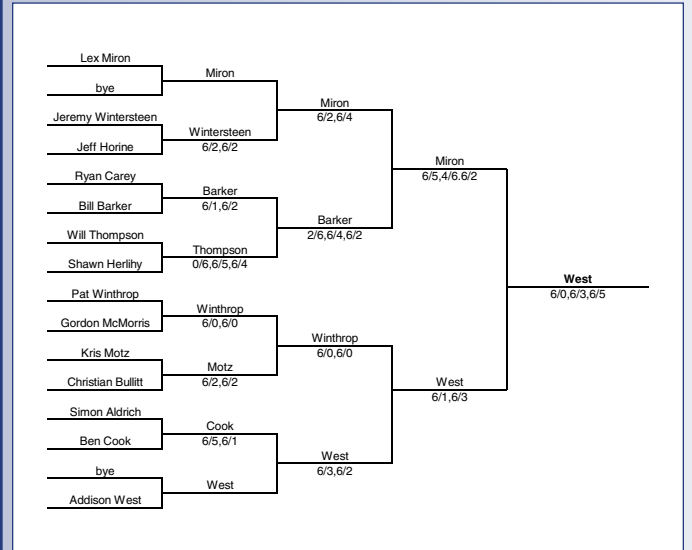 Lex Miron
bye
Jeremy Wintersteen
Jeff Horine
Ryan Carey
Bill Barker
Will Thompson
Shawn Herlihy
Pat Winthrop
Gordon McMorris
Kris Motz
Christian Bullitt
Simon Aldrich
Ben Cook
bye
Addison West
Miron
Wintersteen
6/2,6/2
Barker
6/1,6/2
Thompson
0/6,6/5,6/4
Winthrop
6/0,6/0
Motz
6/2,6/2
Cook
6/5,6/1
West
Miron
6/2,6/4
Barker
2/6,6/4,6/2
Winthrop
6/0,6/0
West
6/3,6/2
Miron
6/5,4/6.6/2
West
6/1,6/3
West
6/0,6/3,6/5